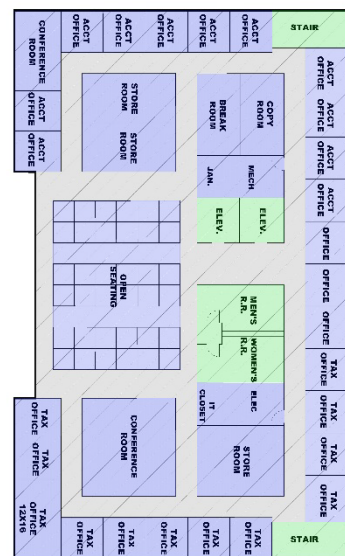 CONFERENCE
ROOM
ACCT
OFFICE
ACCT
OFFICE
ACCT
OFFICE
ACCT
OFFICE
ACCT
OFFICE
STAIR
ACCT
OFFICE
ACCT
OFFICE
STORE
ROOM
STORE
ROOM
BREAK
ROOM
COPY
ROOM
JAN.
MECH
ELEV.
ELEV.
ACCT
OFFICE
ACCT
OFFICE
ACCT
OFFICE
ACCT
OFFICE
OFFICE
OFFICE
OFFICE
OPEN
SEATING
MEN'S
R.R.
WOMEN'S
R.R.
IT
CLOSET
ELEC
CONFERENCE
ROOM
STORE
ROOM
TAX
OFFICE
TAX
OFFICE
TAX
OFFICE
TAX
OFFICE
TAX
OFFICE
TAX
OFFICE
TAX
OFFICE
12X16
TAX
OFFICE
TAX
OFFICE
TAX
OFFICE
TAX
OFFICE
TAX
OFFICE
STAIR